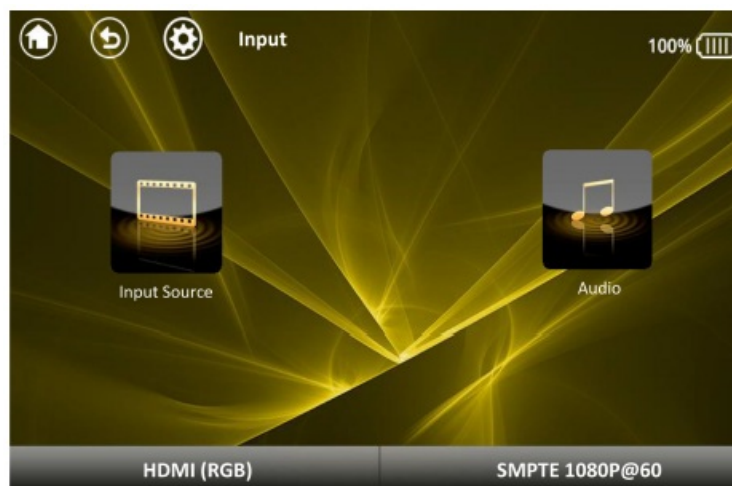 Input
100%
Input Source
Audio
HDMI (RGB)
SMPTE 1080P@60